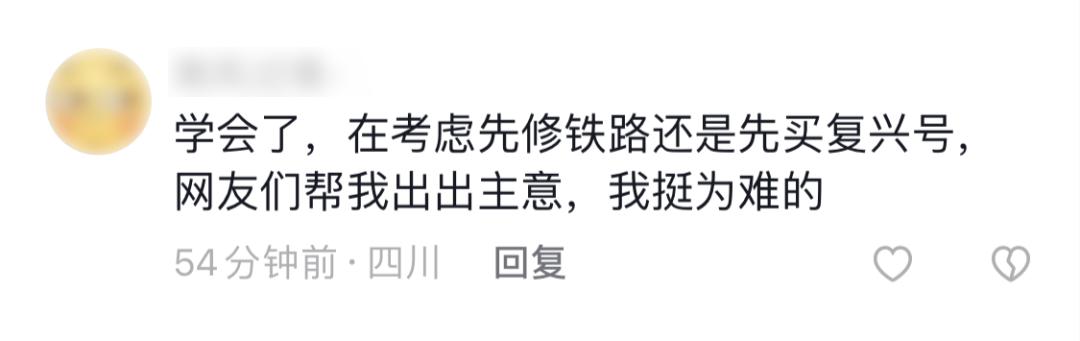 学会了，在考虑先修铁路还是先买复兴号，
网友们帮我出出主意，我挺为难的
54分钟前·四川 回复